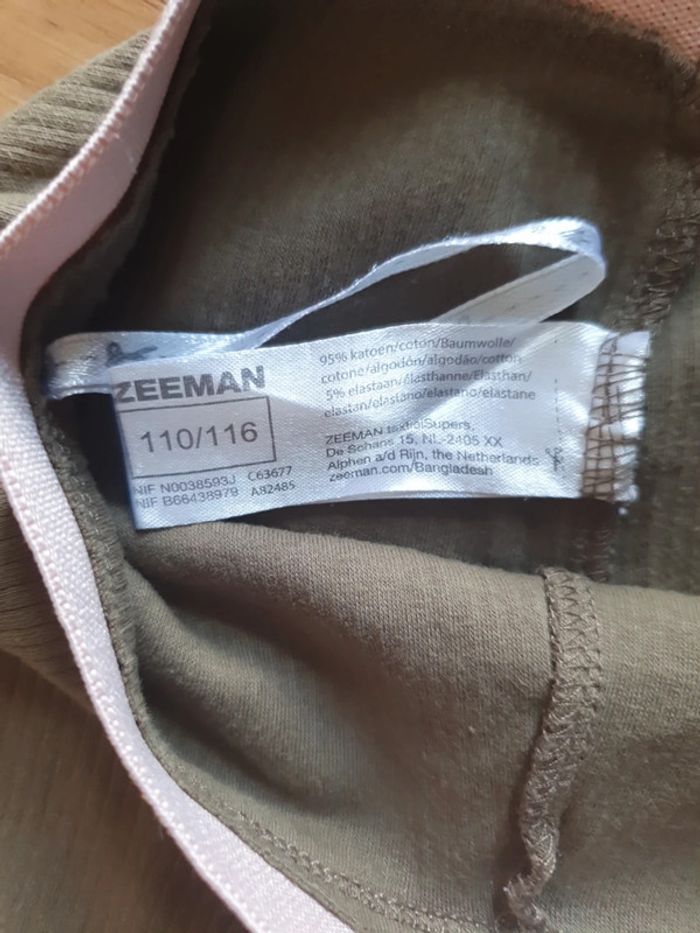 ZEEMAN
110/116
NIF N0038593J C63677
NIF B66438979 A82485
95% katoen/coton/Baumwolle/
cotone/algodón/algodão/cotton
5% elastaan/élasthanne/Elasthan/
elastan/elastano/elastano/elastane
ZEEMAN textielSupers,
De Schans 15, NL-2405 XX
Alphen a/d Rijn, the Netherlands
zeeman.com/Bangladesh